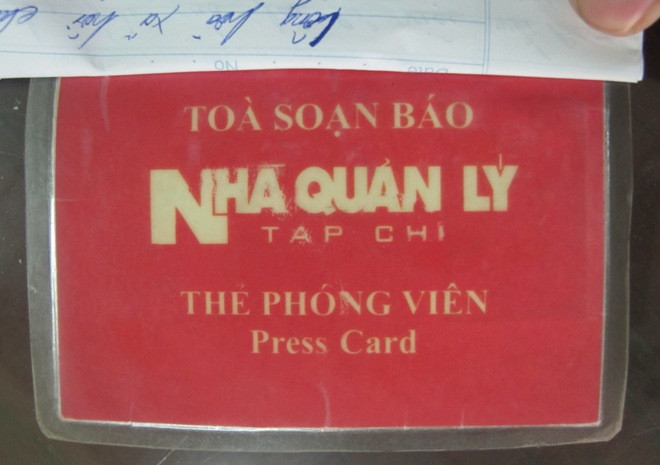 TOÀ SOẠN BÁO
NHÀ QUẢN LÝ
TẠP CHÍ
THẺ PHÓNG VIÊN
Press Card